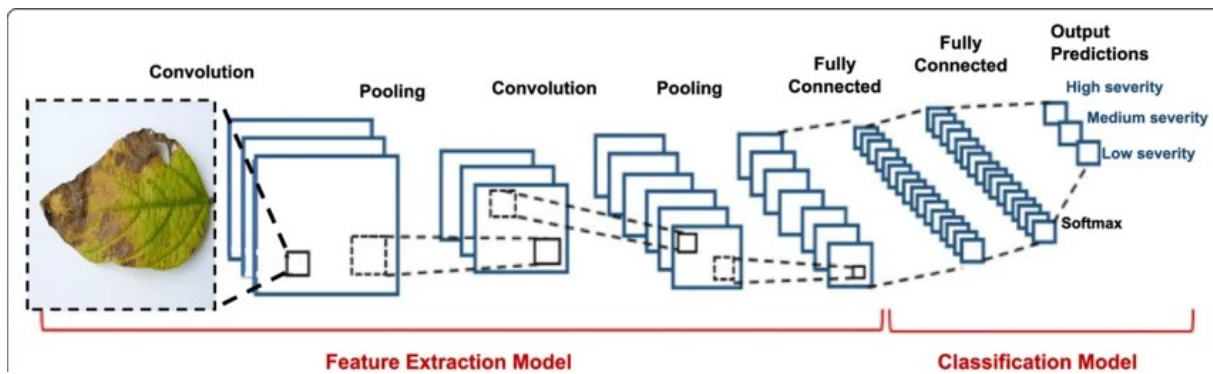 Convolution
Pooling
Convolution
Pooling
Fully
Connected
Fully
Connected
Output
Predictions
High severity
Medium severity
Low severity
Softmax
Feature Extraction Model
Classification Model